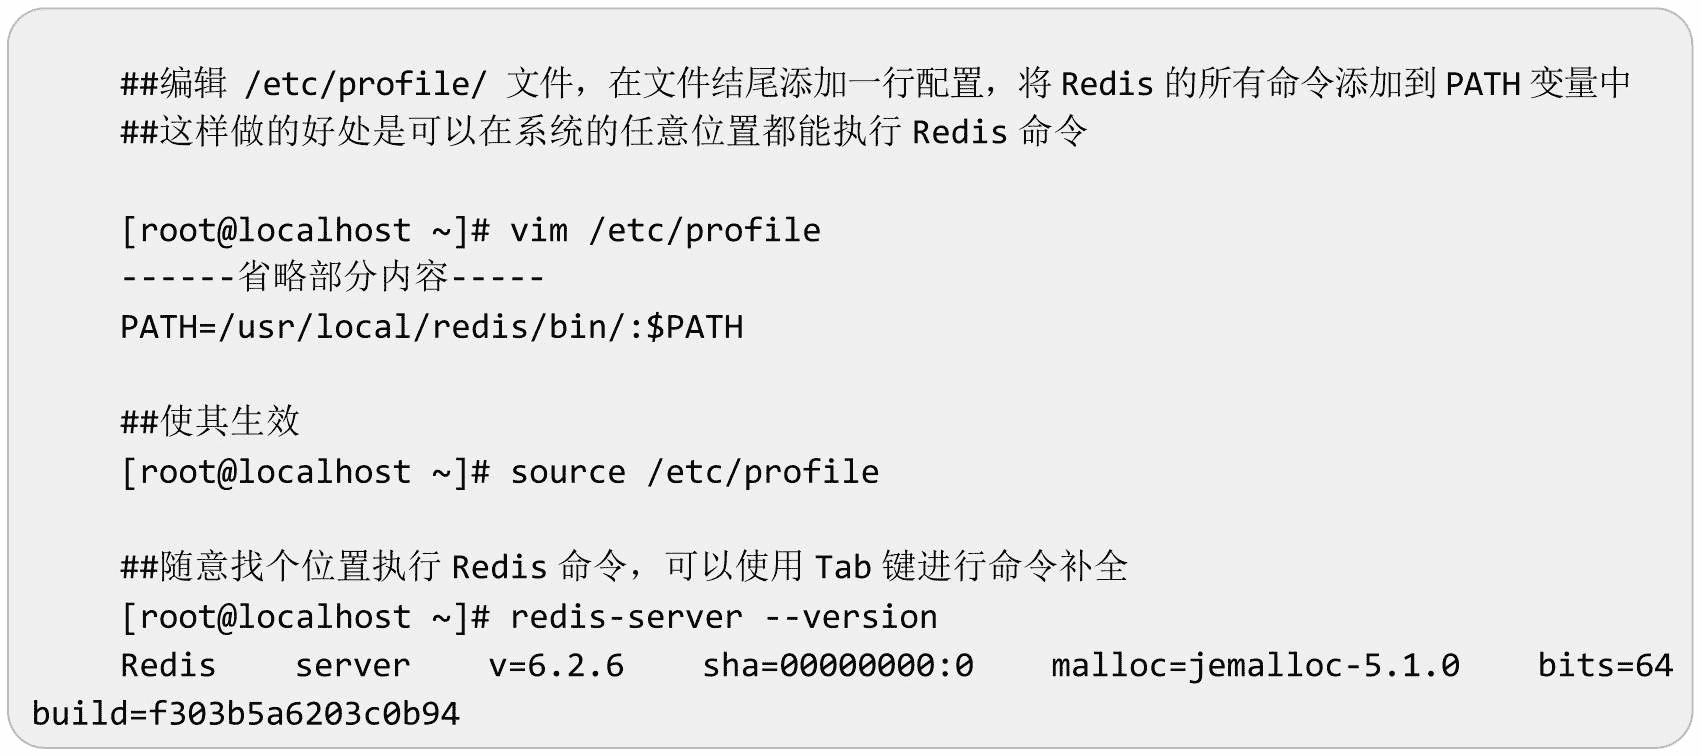 ##编辑 /etc/profile/ 文件，在文件结尾添加一行配置，将 Redis 的所有命令添加到 PATH 变量中
##这样做的好处是可以在系统的任意位置都能执行 Redis 命令
[root@localhost ~]# vim /etc/profile
------省略部分内容-----
PATH=/usr/local/redis/bin/:$PATH
##使其生效
[root@localhost ~]# source /etc/profile
##随意找个位置执行 Redis 命令，可以使用 Tab 键进行命令补全
[root@localhost ~]# redis-server --version
Redis server v=6.2.6 sha=00000000:0 malloc=jemalloc-5.1.0 bits=64
build=f303b5a6203c0b94